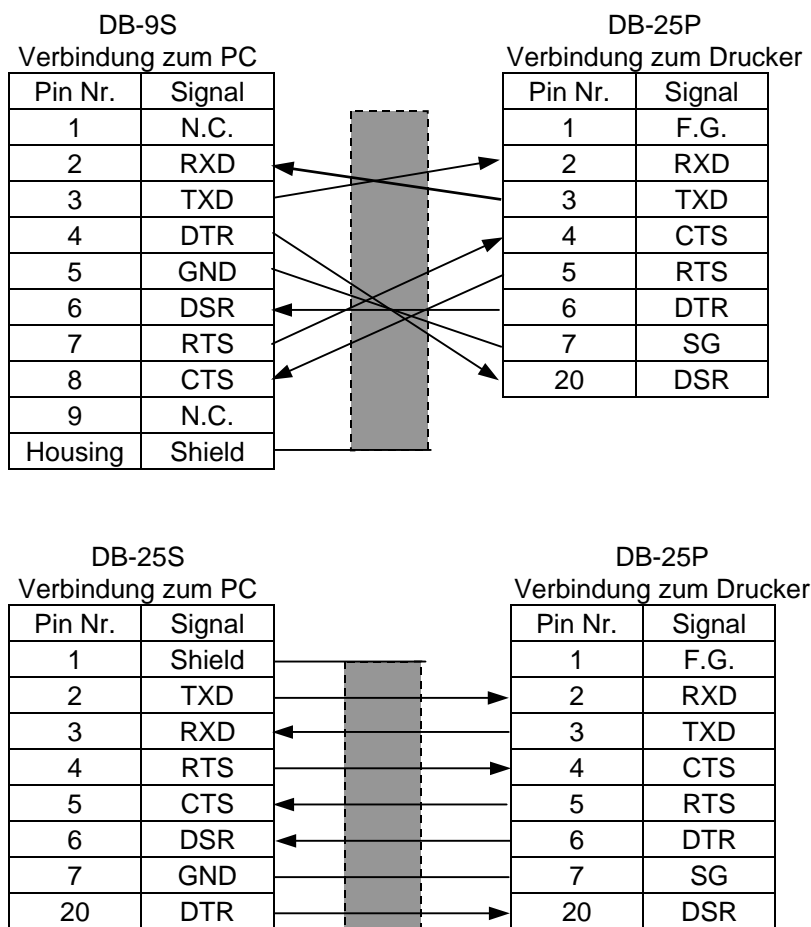 DB-9S DB-25P
Verbindung zum PC Verbindung zum Drucker
Pin Nr. Signal Pin Nr. Signal
1 N.C. 1 F.G.
2 RXD 2 RXD
3 TXD 3 TXD
4 DTR 4 CTS
5 GND 5 RTS
6 DSR 6 DTR
7 RTS 7 SG
8 CTS 20 DSR
9 N.C.
Housing Shield
DB-25S DB-25P
Verbindung zum PC Verbindung zum Drucker
Pin Nr. Signal Pin Nr. Signal
1 Shield 1 F.G.
2 TXD 2 RXD
3 RXD 3 TXD
4 RTS 4 CTS
5 CTS 5 RTS
6 DSR 6 DTR
7 GND 7 SG
20 DTR 20 DSR